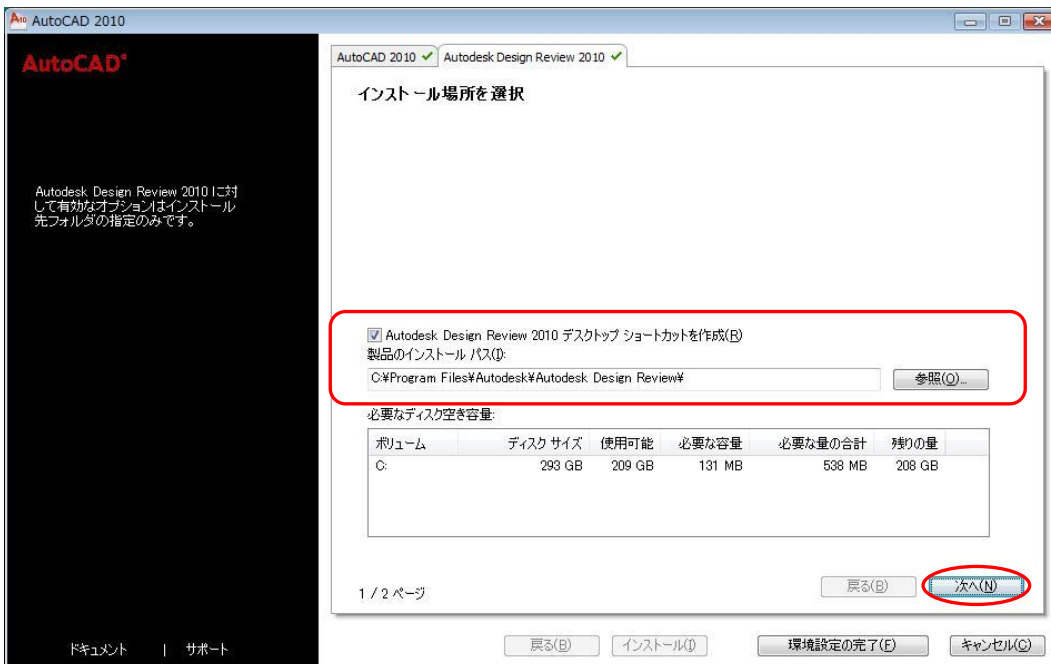 AutoCAD 2010
AutoCAD®
Autodesk Design Review 2010 に対
して有効なオプションはインストール
先フォルダの指定のみです。
ドキュメント | サポート
AutoCAD 2010 ✓ Autodesk Design Review 2010 ✓
インストール場所を選択
Autodesk Design Review 2010 デスクトップ ショートカットを作成(R)
製品のインストール パス(I):
C:¥Program Files¥Autodesk¥Autodesk Design Review¥ 参照(O)...
必要なディスク空き容量:
ボリューム ディスク サイズ 使用可能 必要な容量 必要な量の合計 残りの量
C: 293 GB 209 GB 131 MB 538 MB 208 GB
1 / 2 ページ 戻る(B) 次へ(N)
戻る(B) インストール(I) 環境設定の完了(F) キャンセル(C)